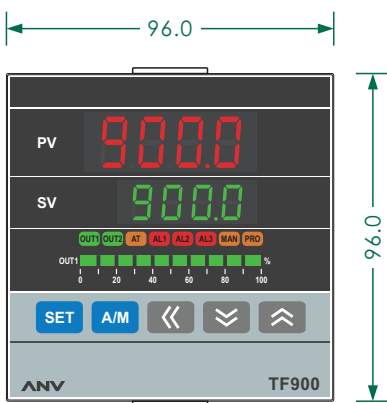 96.0
PV 900.0
SV 900.0
OUT1 OUT2 AT AL1 AL2 AL3 MAN PRO
OUT1 %
0 20 40 60 80 100
SET A/M
ANV TF900
96.0